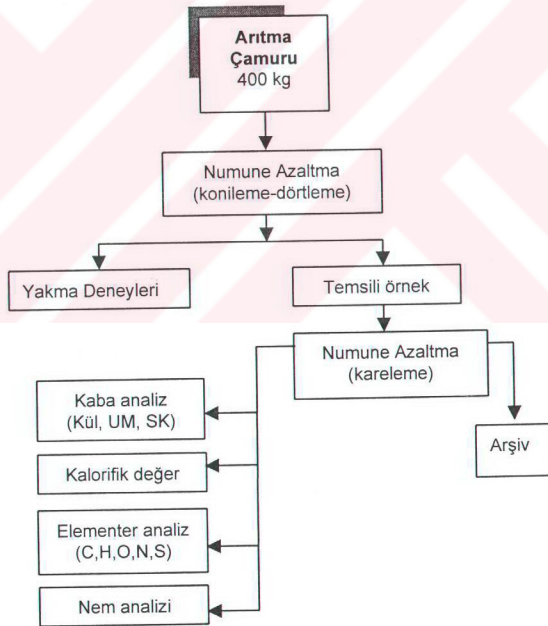 Arıtma
Çamuru
400 kg
Numune Azaltma
(konileme-dörtleme)
Yakma Deneyleri
Temsili örnek
Numune Azaltma
(kareleme)
Kaba analiz
(Kül, UM, SK)
Arşiv
Kalorifik değer
Elementer analiz
(C,H,O,N,S)
Nem analizi